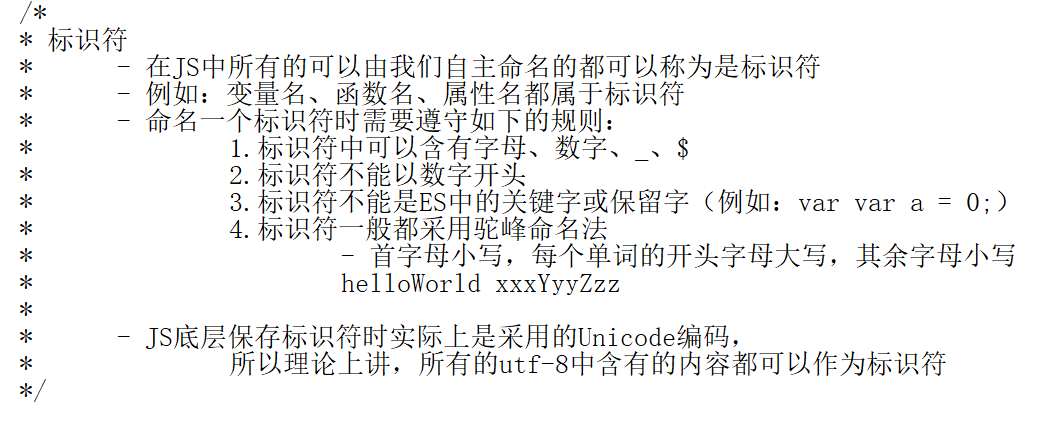 /*
* 标识符
*      - 在JS中所有的可以由我们自主命名的都可以称为是标识符
*      - 例如：变量名、函数名、属性名都属于标识符
*      - 命名一个标识符时需要遵守如下的规则：
*              1.标识符中可以含有字母、数字、_、$
*              2.标识符不能以数字开头
*              3.标识符不能是ES中的关键字或保留字（例如：var var a = 0;）
*              4.标识符一般都采用驼峰命名法
*                      - 首字母小写，每个单词的开头字母大写，其余字母小写
*                      helloWorld xxxYyyZzz
*
*      - JS底层保存标识符时实际上是采用的Unicode编码，
*              所以理论上讲，所有的utf-8中含有的内容都可以作为标识符
*/